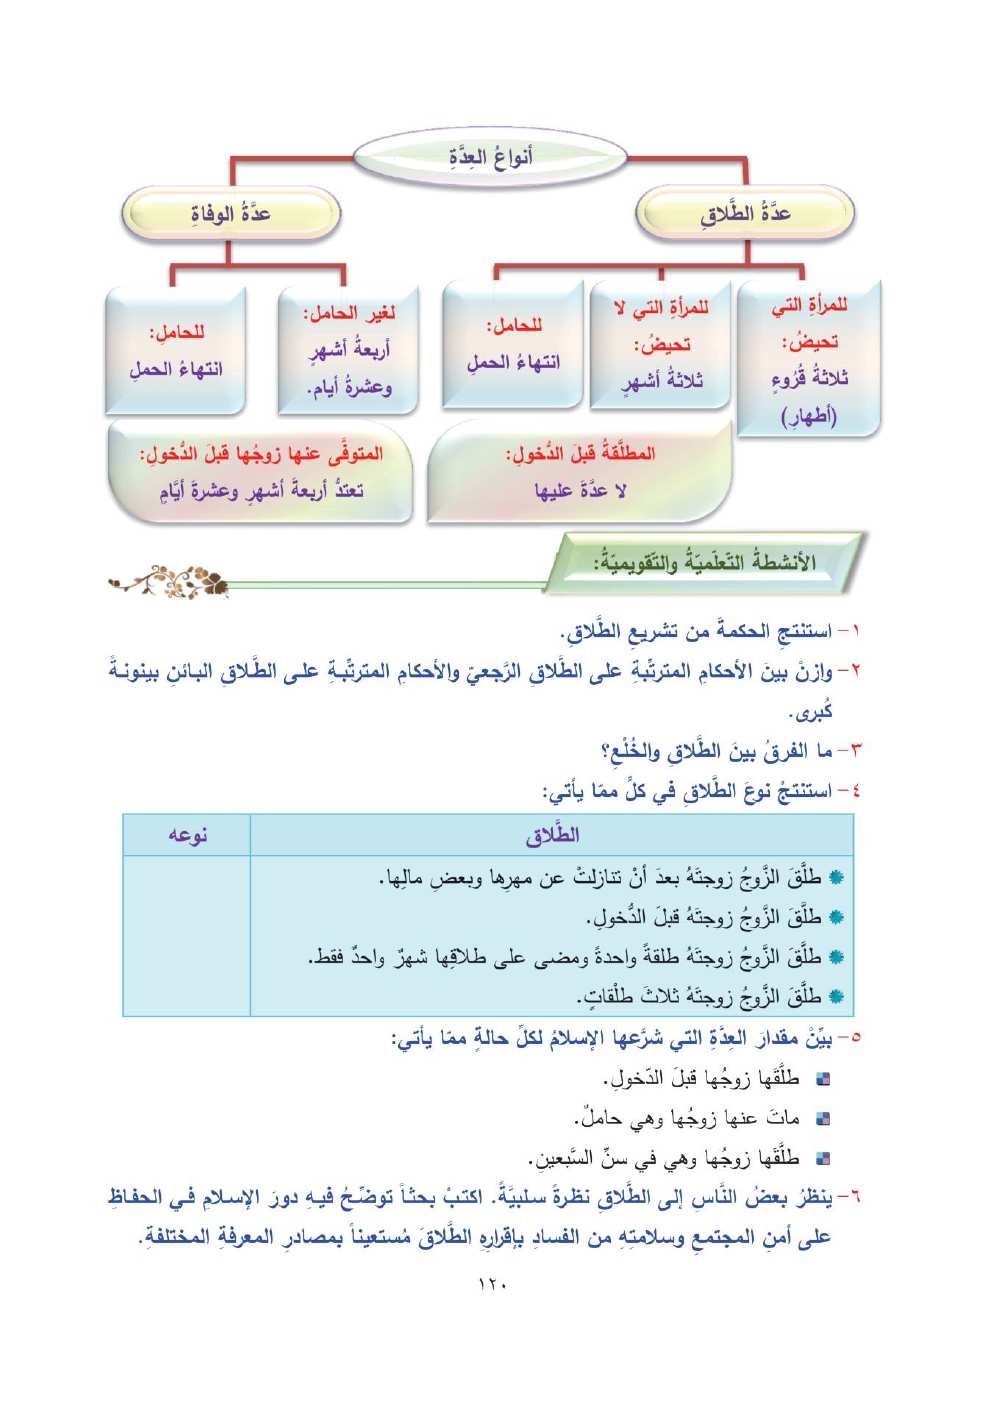 أنواعُ العِدَّةِ
عدَّةُ الطَّلاقِ
عدَّةُ الوفاةِ
للمرأةِ التي
تحيضُ:
ثلاثةُ قُرُوءٍ
(أطهارِ)
للمرأةِ التي لا
تحيضُ:
ثلاثةُ أشهرٍ
للحاملِ:
انتهاءُ الحملِ
لغيرِ الحاملِ:
أربعةُ أشهرٍ
وعشرةُ أيام.
للحاملِ:
انتهاءُ الحملِ
المطلَّقةُ قبلَ الدُّخولِ:
لا عدَّةَ عليها
المتوفَّى عنها زوجُها قبلَ الدُّخولِ:
تعتدُّ أربعةَ أشهرٍ وعشرةَ أيَّامٍ
الأنشطةُ التّعلّميّةُ والتّقويميّةُ:
١- استنتجِ الحكمةَ من تشريعِ الطَّلاقِ.
٢- وازنْ بينَ الأحكامِ المترتِّبةِ على الطَّلاقِ الرَّجعيّ والأحكامِ المترتِّبةِ على الطَّلاقِ البائنِ بينونةً
كُبرى.
٣- ما الفرقُ بينَ الطَّلاقِ والخُلْعِ؟
٤- استنتجْ نوعَ الطَّلاقِ في كلِّ ممّا يأتي:
الطَّلاق
نوعه
طلَّقَ الزَّوجُ زوجتَهُ بعدَ أنْ تنازلتْ عن مهرِها وبعضِ مالِها.
طلَّقَ الزَّوجُ زوجتَهُ قبلَ الدُّخولِ.
طلَّقَ الزَّوجُ زوجتَهُ طلقةً واحدةً ومضى على طلاقِها شهرٌ واحدٌ فقط.
طلَّقَ الزَّوجُ زوجتَهُ ثلاثَ طلْقاتٍ.
٥- بيِّنْ مقدارَ العِدَّةِ التي شرَّعها الإسلامُ لكلِّ حالةٍ ممّا يأتي:
طلَّقَها زوجُها قبلَ الدّخولِ.
ماتَ عنها زوجُها وهي حاملٌ.
طلَّقَها زوجُها وهي في سنِّ السَّبعينِ.
٦- ينظرُ بعضُ النَّاسِ إلى الطَّلاقِ نظرةً سلبيَّةً. اكتبْ بحثاً توضّحُ فيهِ دورَ الإسلامِ في الحفاظِ
على أمنِ المجتمعِ وسلامتِهِ من الفسادِ بإقرارِهِ الطَّلاقَ مُستعيناً بمصادرِ المعرفةِ المختلفةِ.
١٢٠